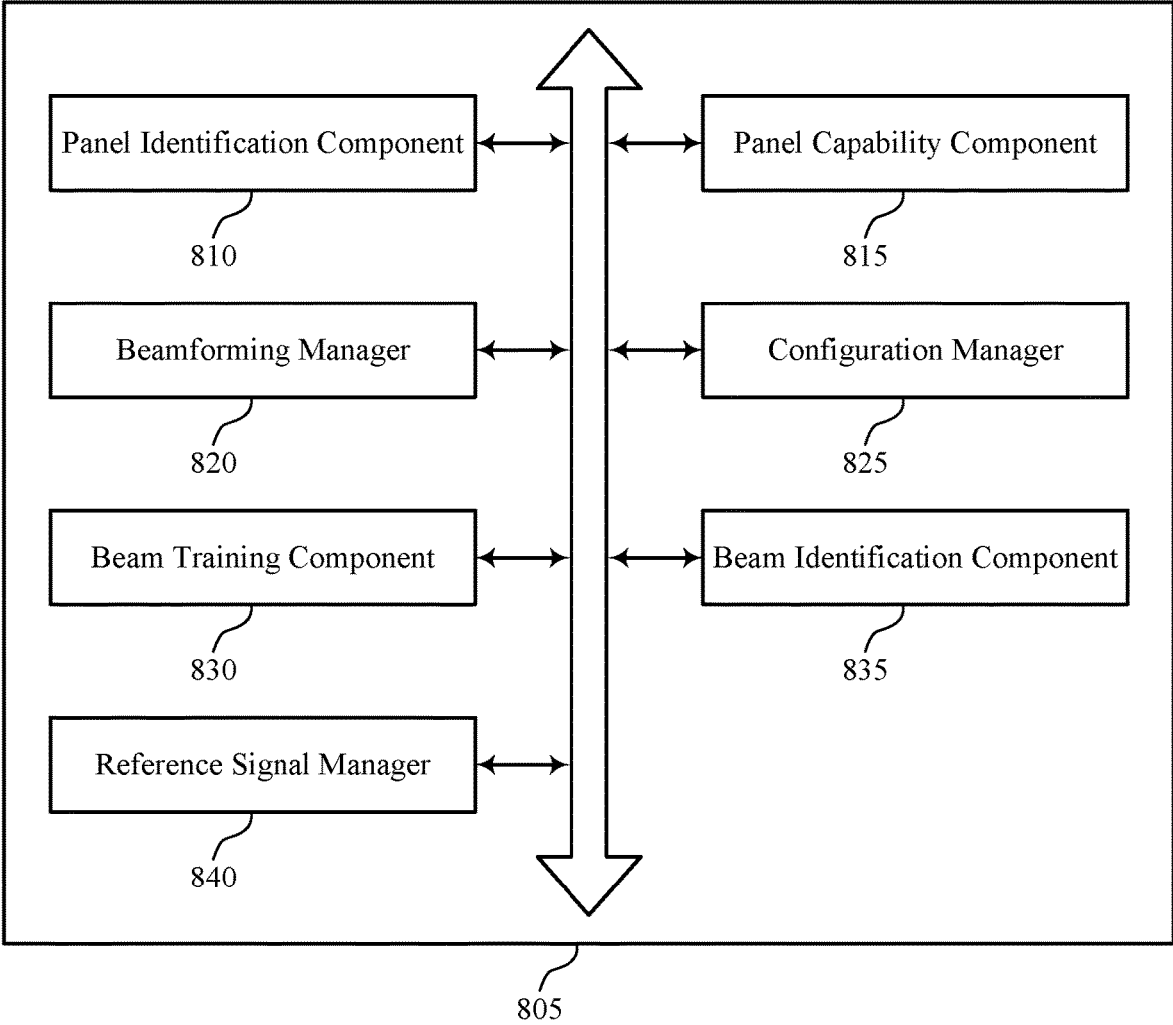 Panel Identification Component
810
Panel Capability Component
815
Beamforming Manager
820
Configuration Manager
825
Beam Training Component
830
Beam Identification Component
835
Reference Signal Manager
840
805